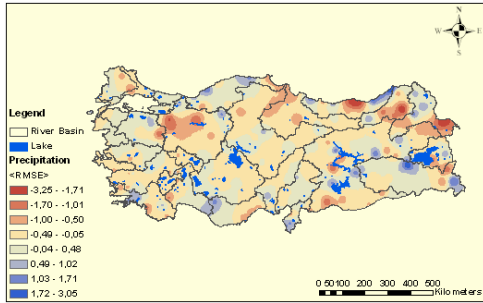 N
W E
S
Legend
River Basin
Lake
Precipitation
<RMSE>
-3,25 - -1,71
-1,70 - -1,01
-1,00 - -0,50
-0,49 - -0,05
-0,04 - 0,48
0,49 - 1,02
1,03 - 1,71
1,72 - 3,05
0 50 100 200 300 400 500
Kilometers